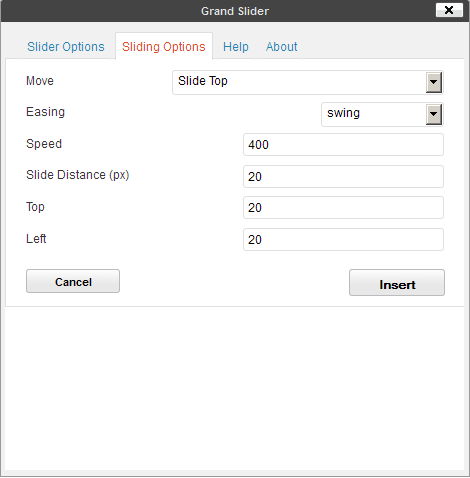 Grand Slider
Slider Options Sliding Options Help About
Move Slide Top
Easing swing
Speed 400
Slide Distance (px) 20
Top 20
Left 20
Cancel Insert